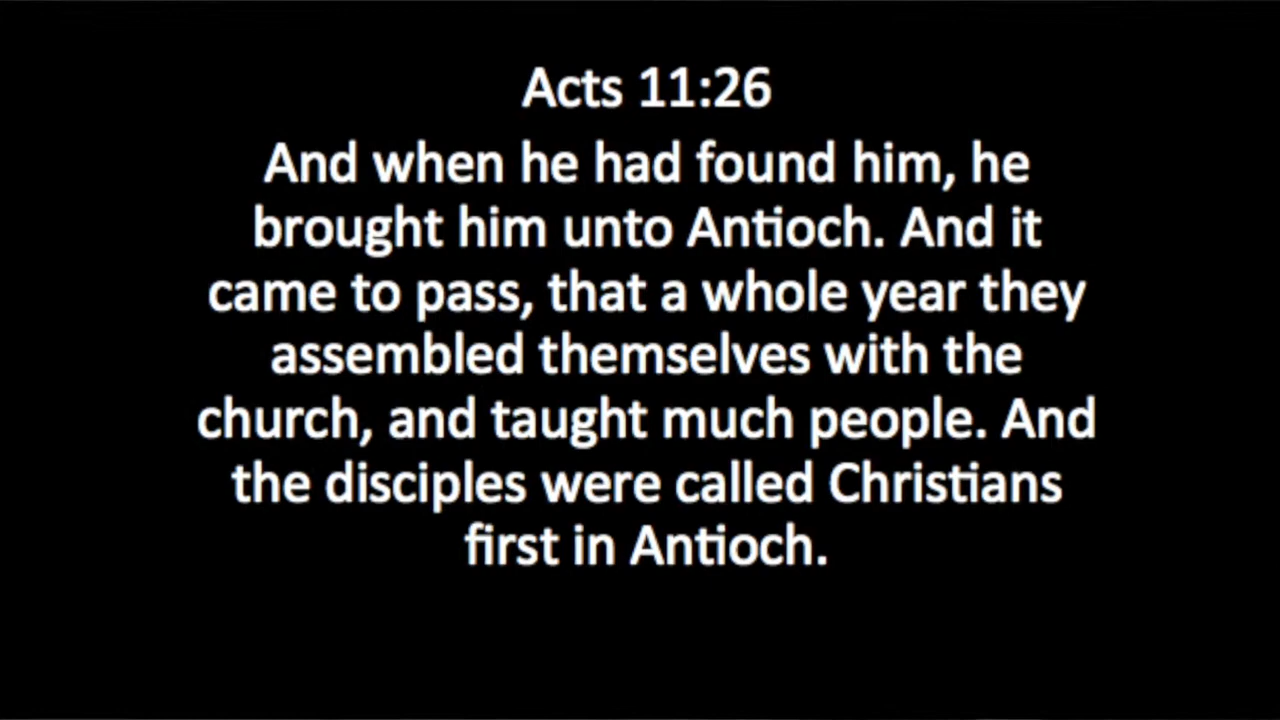 Acts 11:26
And when he had found him, he
brought him unto Antioch. And it
came to pass, that a whole year they
assembled themselves with the
church, and taught much people. And
the disciples were called Christians
first in Antioch.